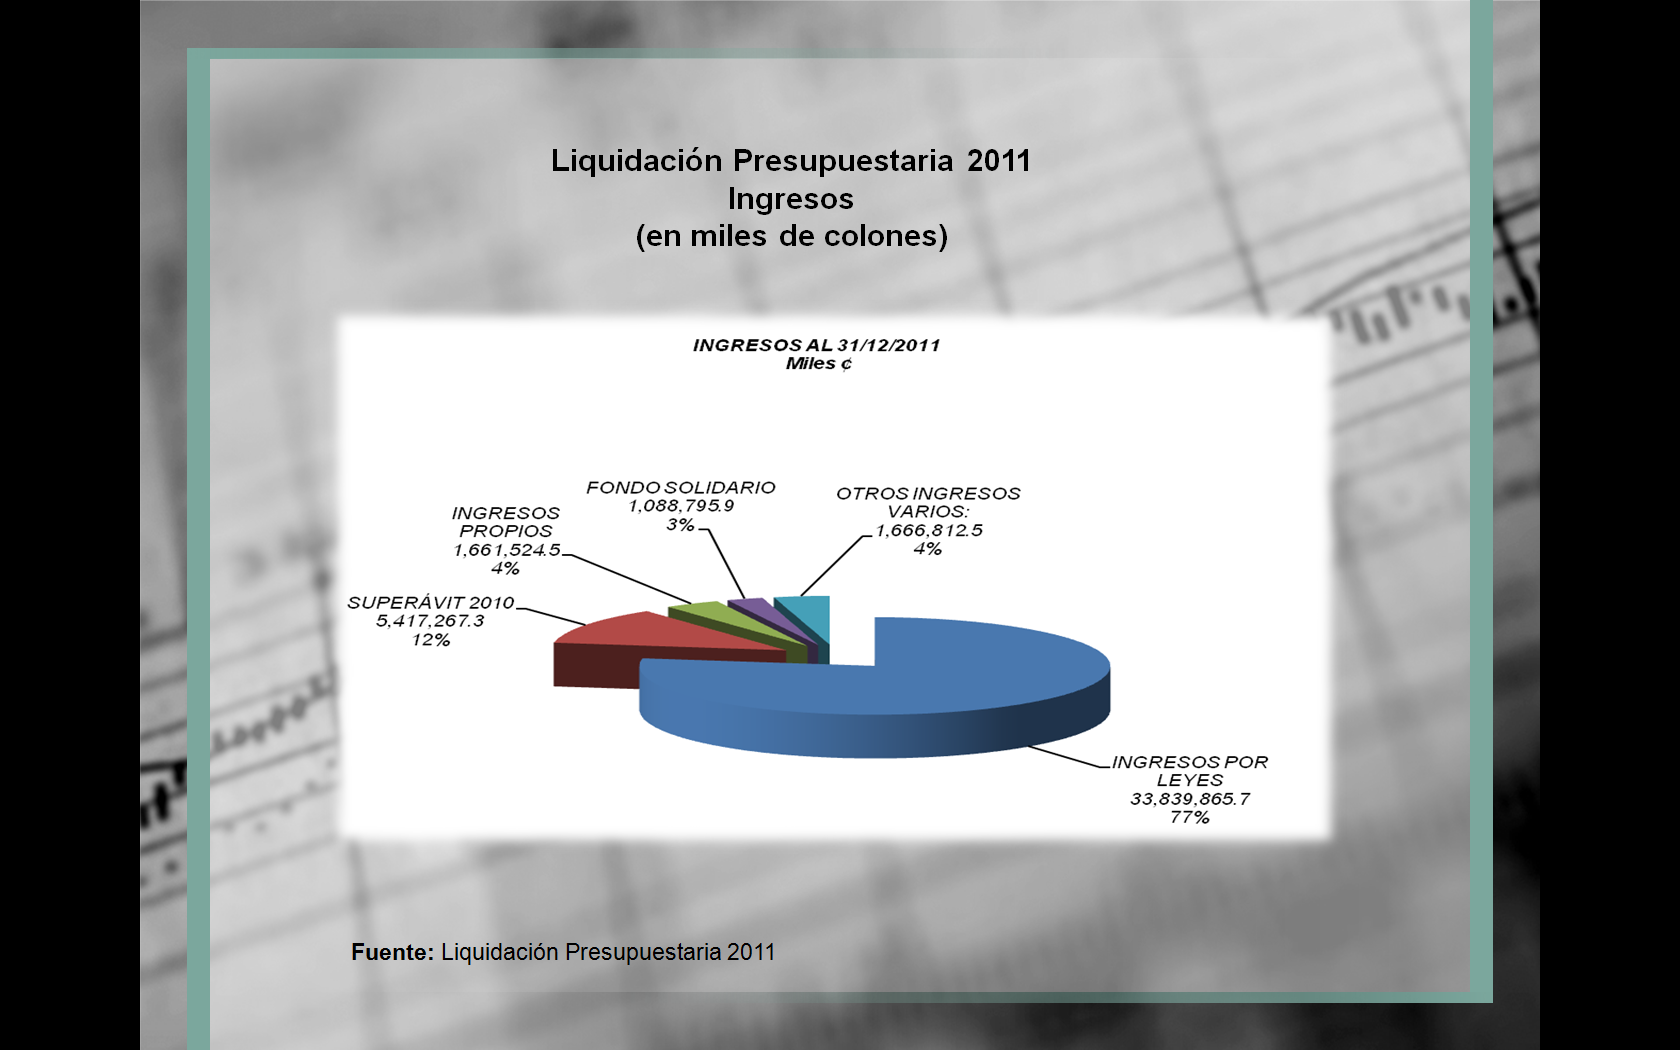 Liquidación Presupuestaria 2011
Ingresos
(en miles de colones)
INGRESOS AL 31/12/2011
Miles ¢
FONDO SOLIDARIO
1,088,795.9
3%
OTROS INGRESOS
VARIOS:
1,666,812.5
4%
INGRESOS
PROPIOS
1,661,524.5
4%
SUPERÁVIT 2010
5,417,267.3
12%
INGRESOS POR
LEYES
33,839,865.7
77%
Fuente: Liquidación Presupuestaria 2011